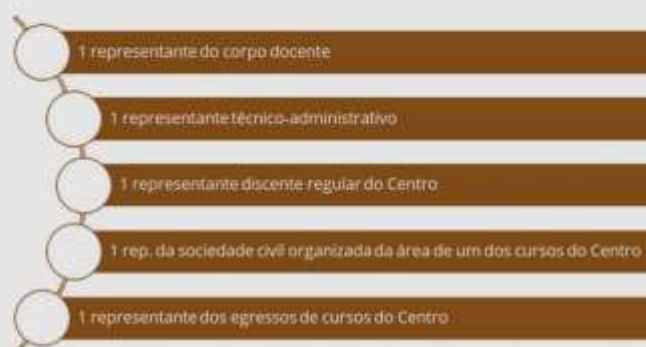 1 representante do corpo docente
1 representante técnico-administrativo
1 representante discente regular do Centro
1 rep. da sociedade civil organizada da área de um dos cursos do Centro
1 representante dos egressos de cursos do Centro